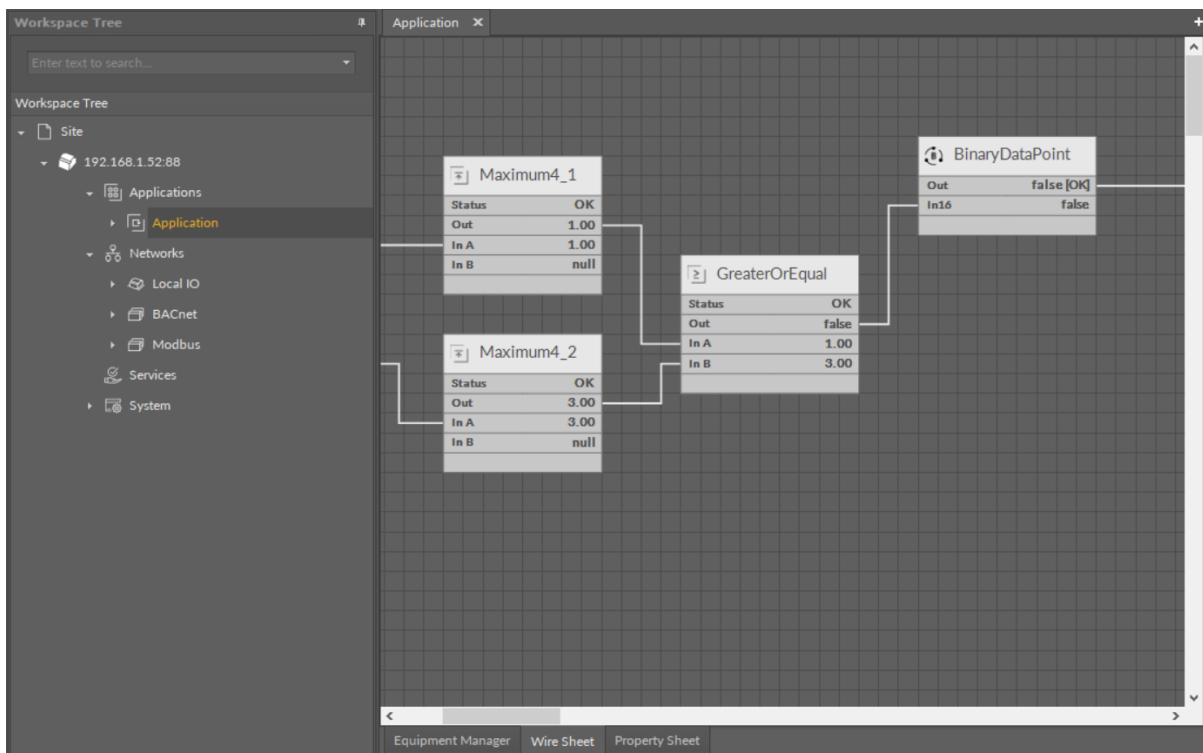 Workspace Tree
Enter text to search...
Workspace Tree
Site
192.168.1.52:88
Applications
Application
Networks
Local IO
BACnet
Modbus
Services
System
Application
Maximum4_1
Status OK
Out 1.00
In A 1.00
In B null
Maximum4_2
Status OK
Out 3.00
In A 3.00
In B null
GreaterOrEqual
Status OK
Out false
In A 1.00
In B 3.00
BinaryDataPoint
Out false [OK]
In16 false
Equipment Manager Wire Sheet Property Sheet